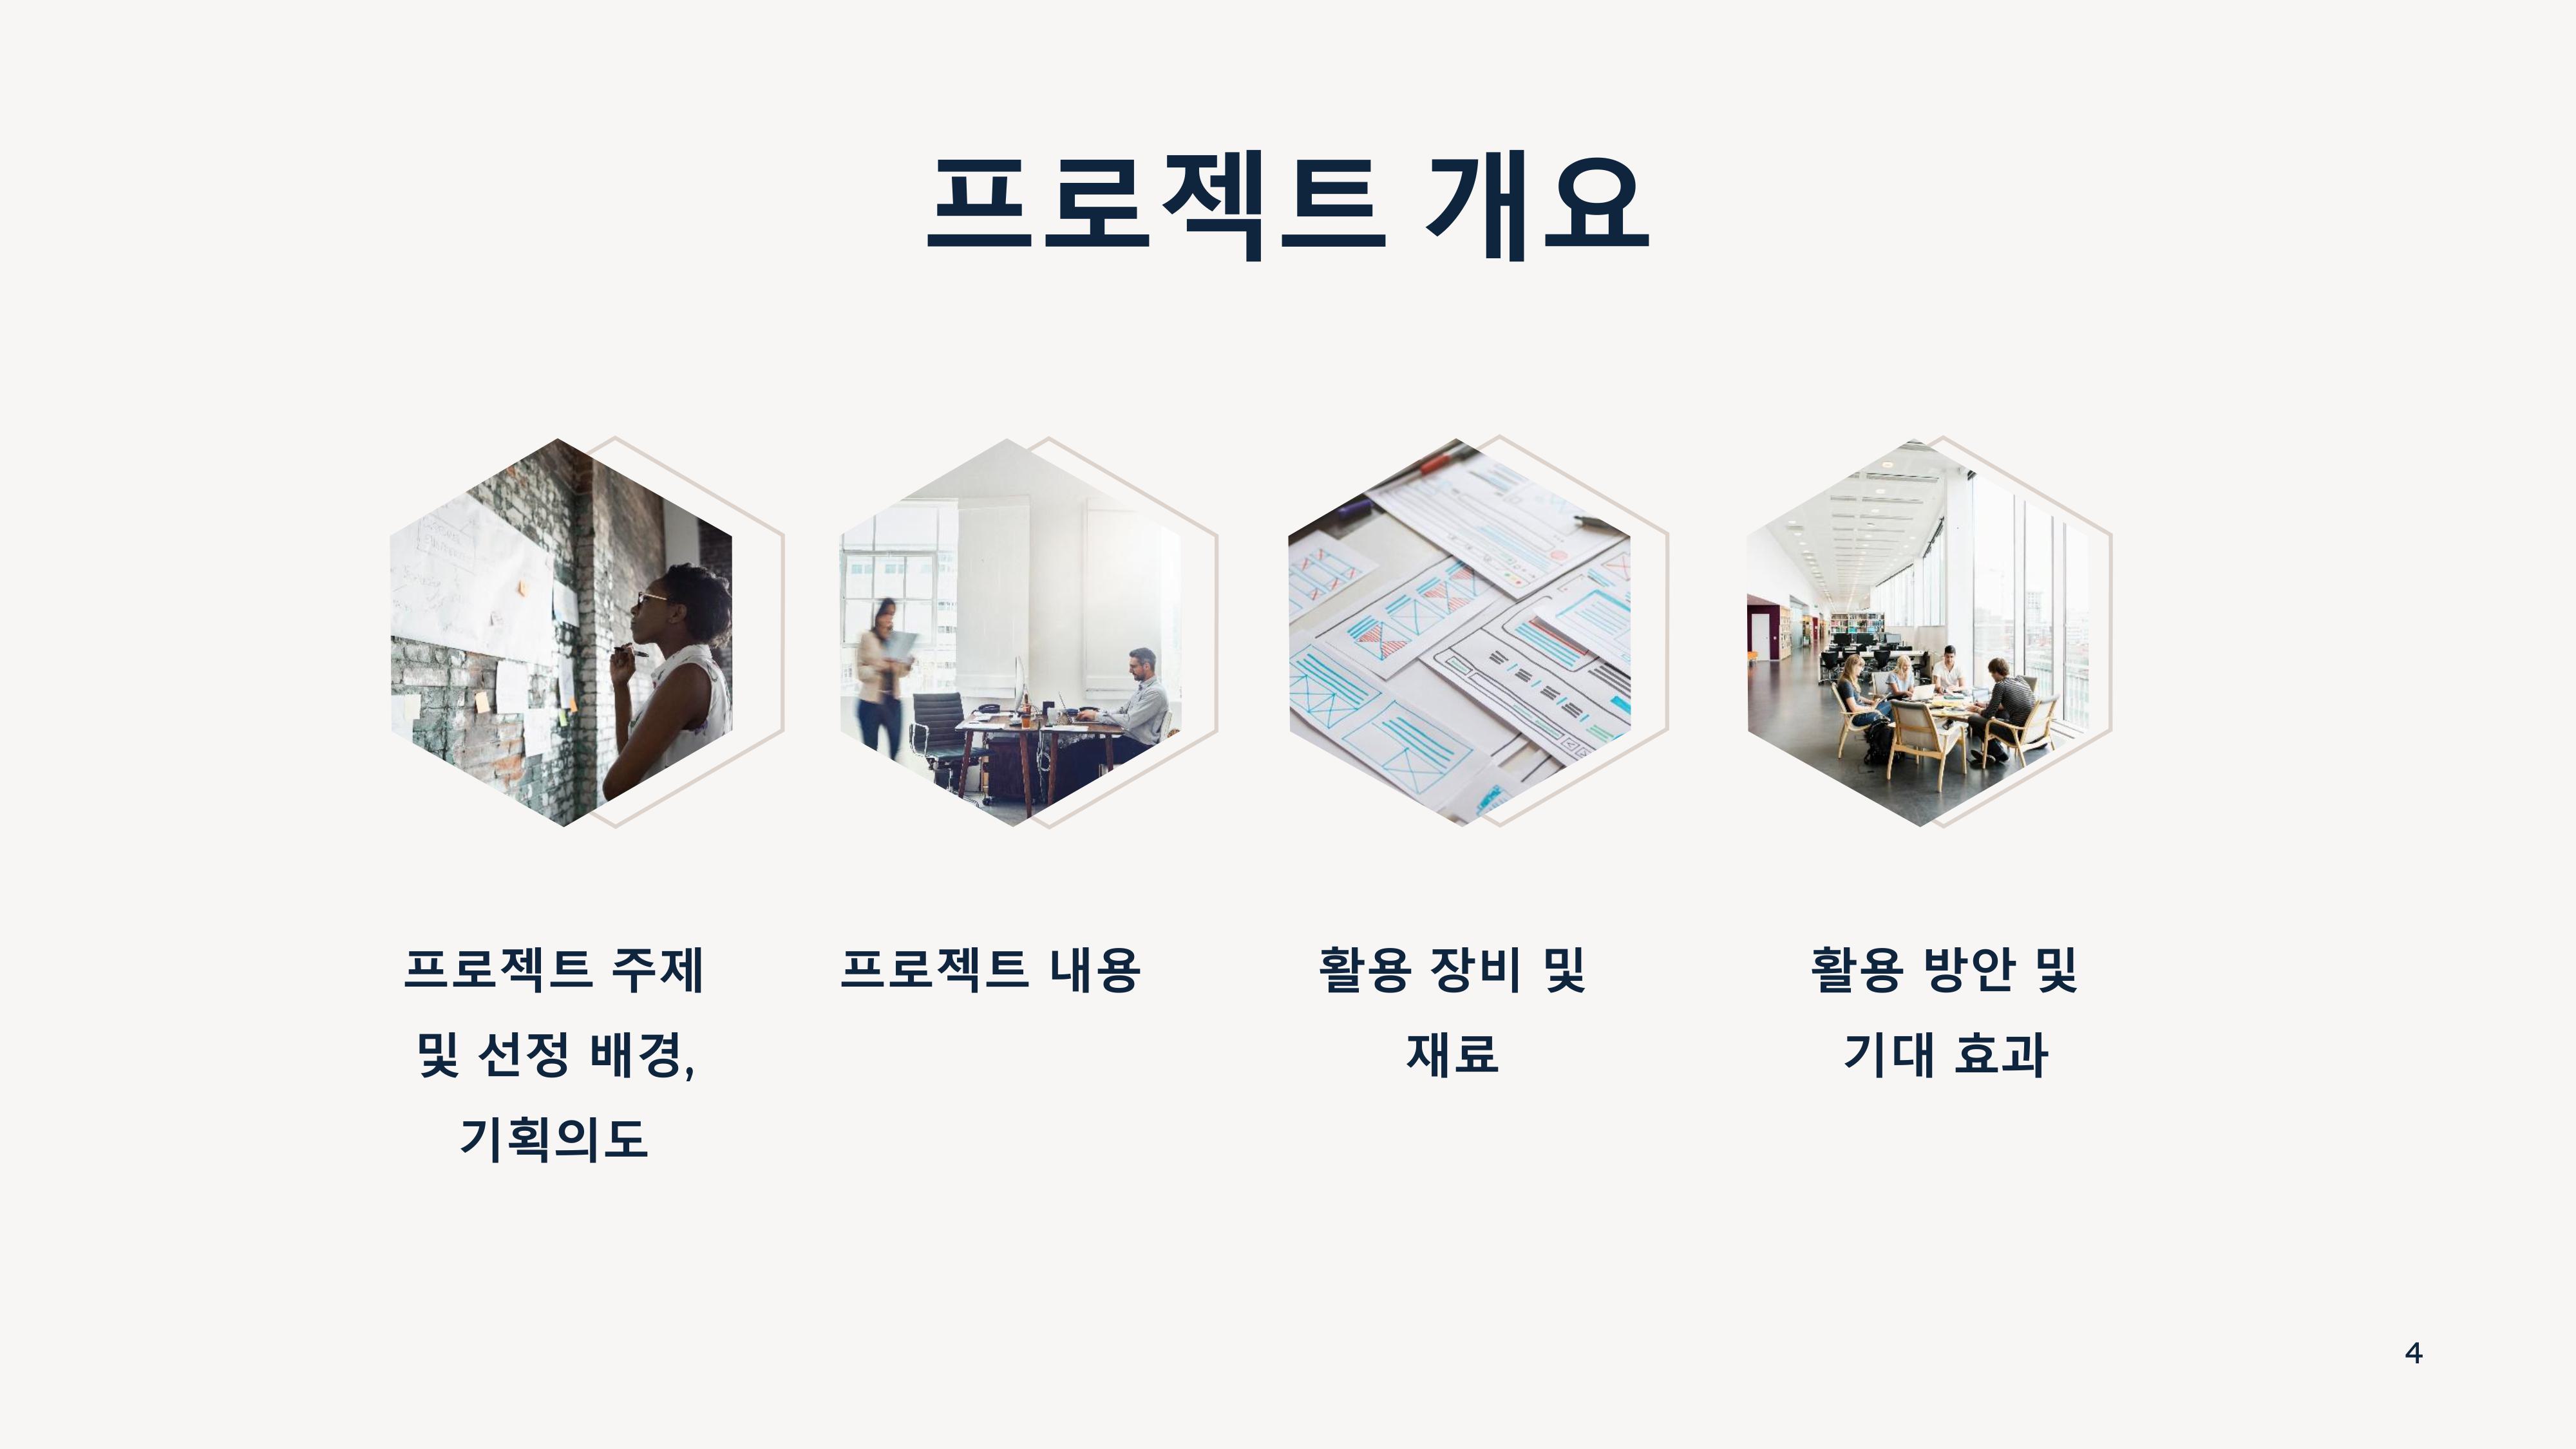 프로젝트 개요
프로젝트 주제
및 선정 배경,
기획의도
프로젝트 내용
활용 장비 및
재료
활용 방안 및
기대 효과
4